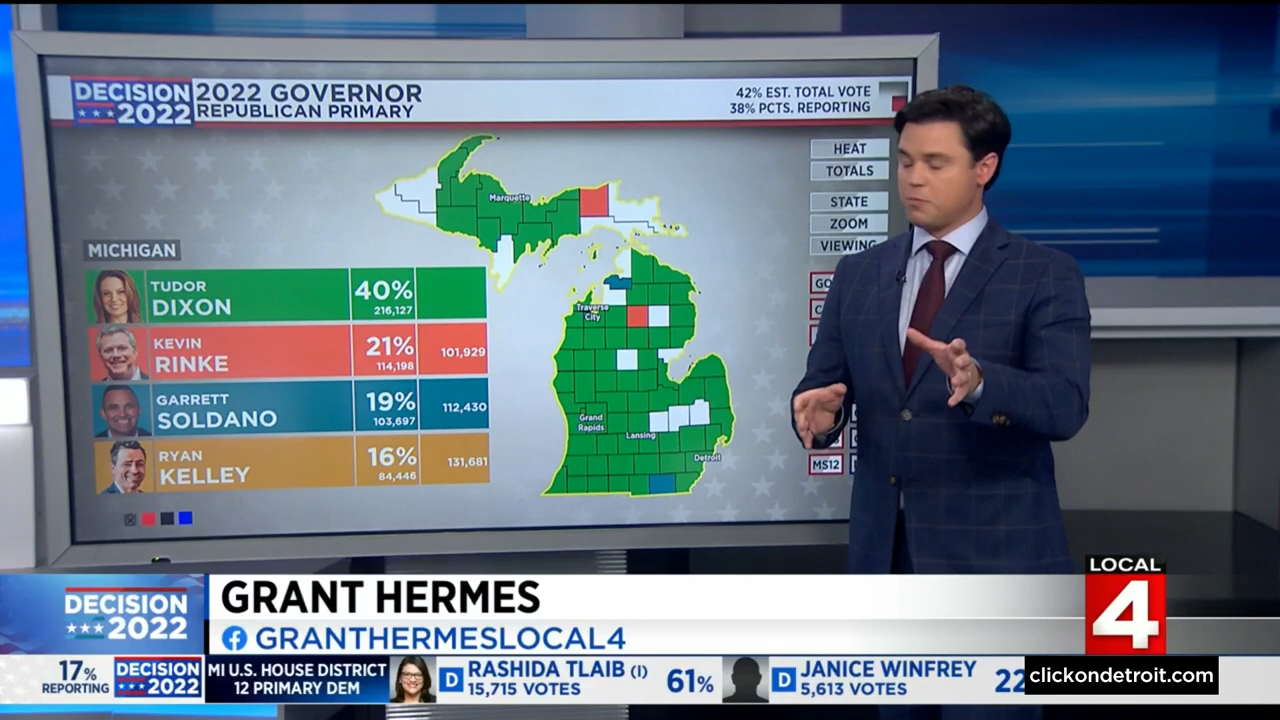 DECISION
2022
2022 GOVERNOR
REPUBLICAN PRIMARY
42% EST. TOTAL VOTE
38% PCTS. REPORTING
HEAT
TOTALS
STATE
ZOOM
VIEWING
MICHIGAN
TUDOR
DIXON
40%
216,127
KEVIN
RINKE
21%
114,198
101,929
GARRETT
SOLDANO
19%
103,697
112,430
RYAN
KELLEY
16%
84,446
131,681
Marquette
Traverse
City
Grand
Rapids
Lansing
Detroit
MS12
DECISION
2022
GRANT HERMES
GRANTHERMESLOCAL4
LOCAL
4
17%
REPORTING
DECISION
2022
MI U.S. HOUSE DISTRICT
12 PRIMARY DEM
D RASHIDA TLAIB (I)
15,715 VOTES
61%
D JANICE WINFREY
5,613 VOTES
clickondetroit.com